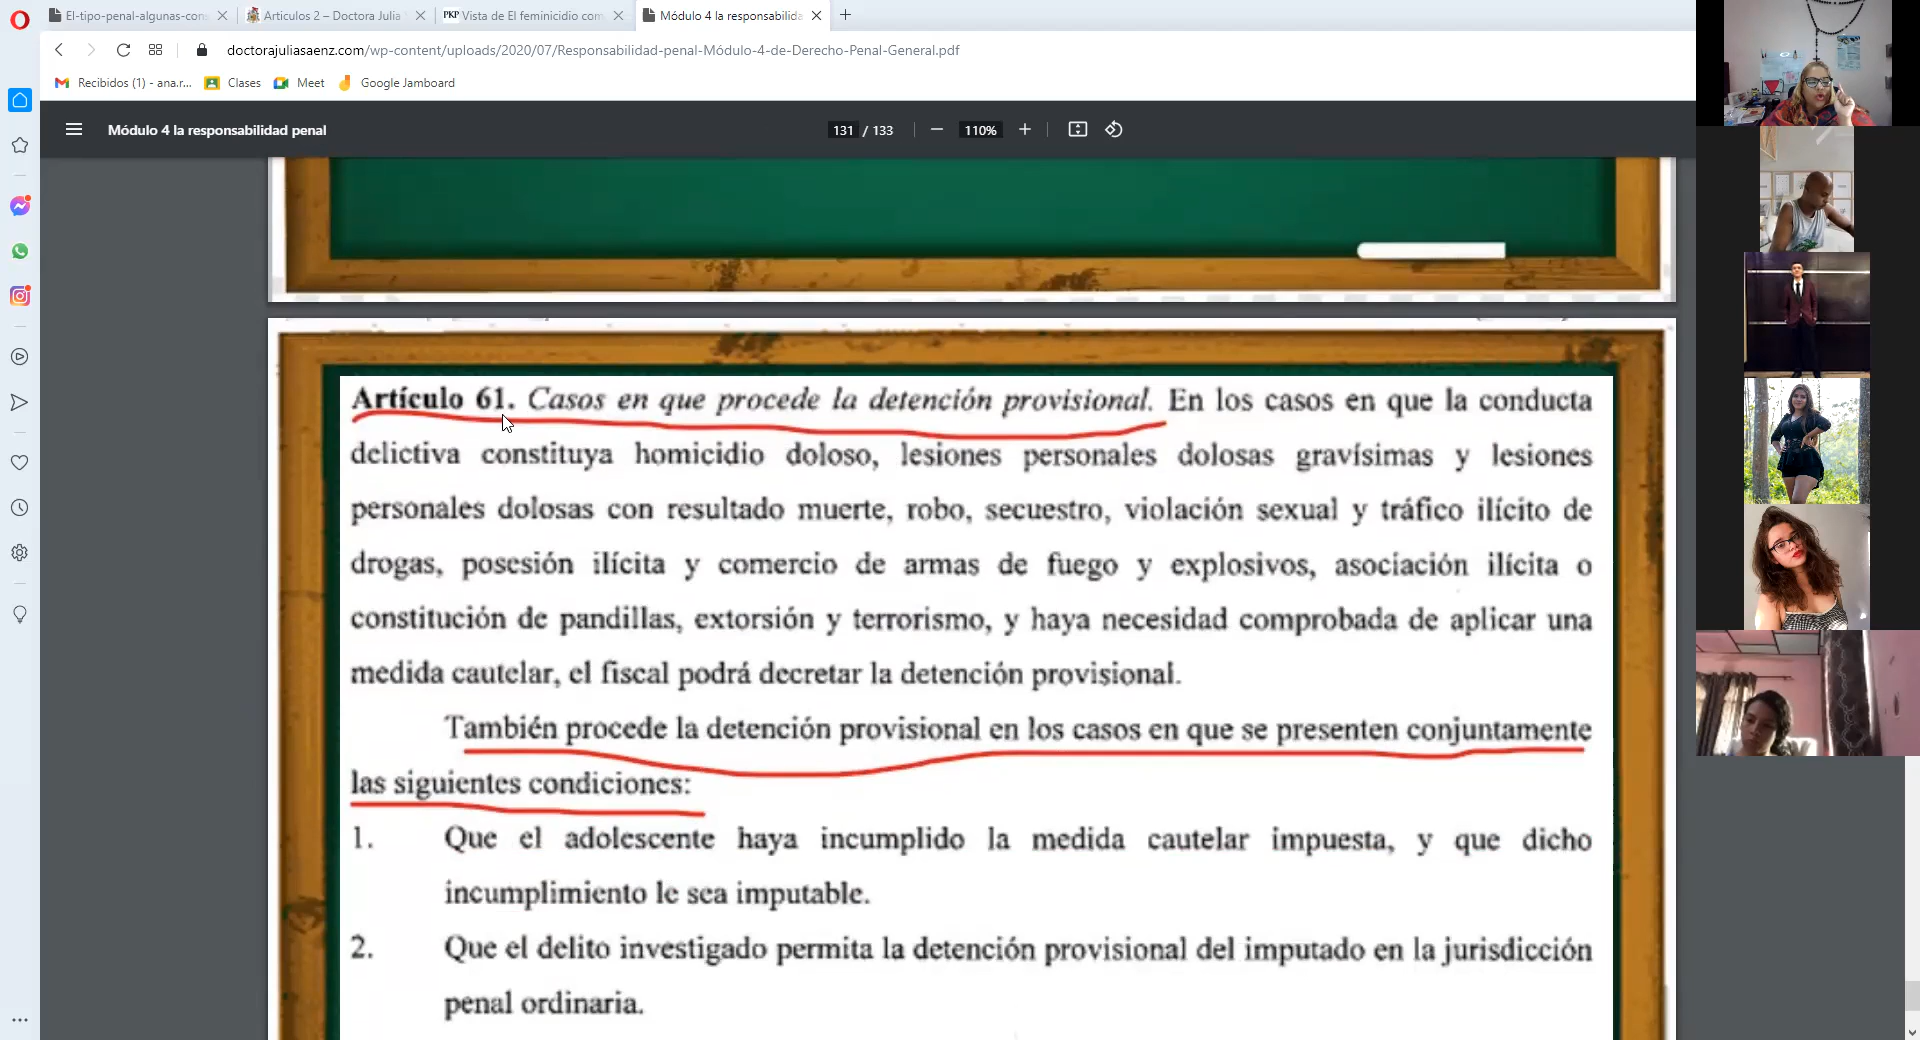 El-tipo-penal-algunas-con
Articulos 2 – Doctora Julia
PKP Vista de El feminicidio com
Módulo 4 la responsabilida
doctorajuliasaenz.com/wp-content/uploads/2020/07/Responsabilidad-penal-Módulo-4-de-Derecho-Penal-General.pdf
Recibidos (1) - ana.r...
Clases
Meet
Google Jamboard
Módulo 4 la responsabilidad penal
131 / 133
110%
Artículo 61. Casos en que procede la detención provisional. En los casos en que la conducta
delictiva constituya homicidio doloso, lesiones personales dolosas gravísimas y lesiones
personales dolosas con resultado muerte, robo, secuestro, violación sexual y tráfico ilícito de
drogas, posesión ilícita y comercio de armas de fuego y explosivos, asociación ilícita o
constitución de pandillas, extorsión y terrorismo, y haya necesidad comprobada de aplicar una
medida cautelar, el fiscal podrá decretar la detención provisional.
También procede la detención provisional en los casos en que se presenten conjuntamente
las siguientes condiciones:
1. Que el adolescente haya incumplido la medida cautelar impuesta, y que dicho
incumplimiento le sea imputable.
2. Que el delito investigado permita la detención provisional del imputado en la jurisdicción
penal ordinaria.